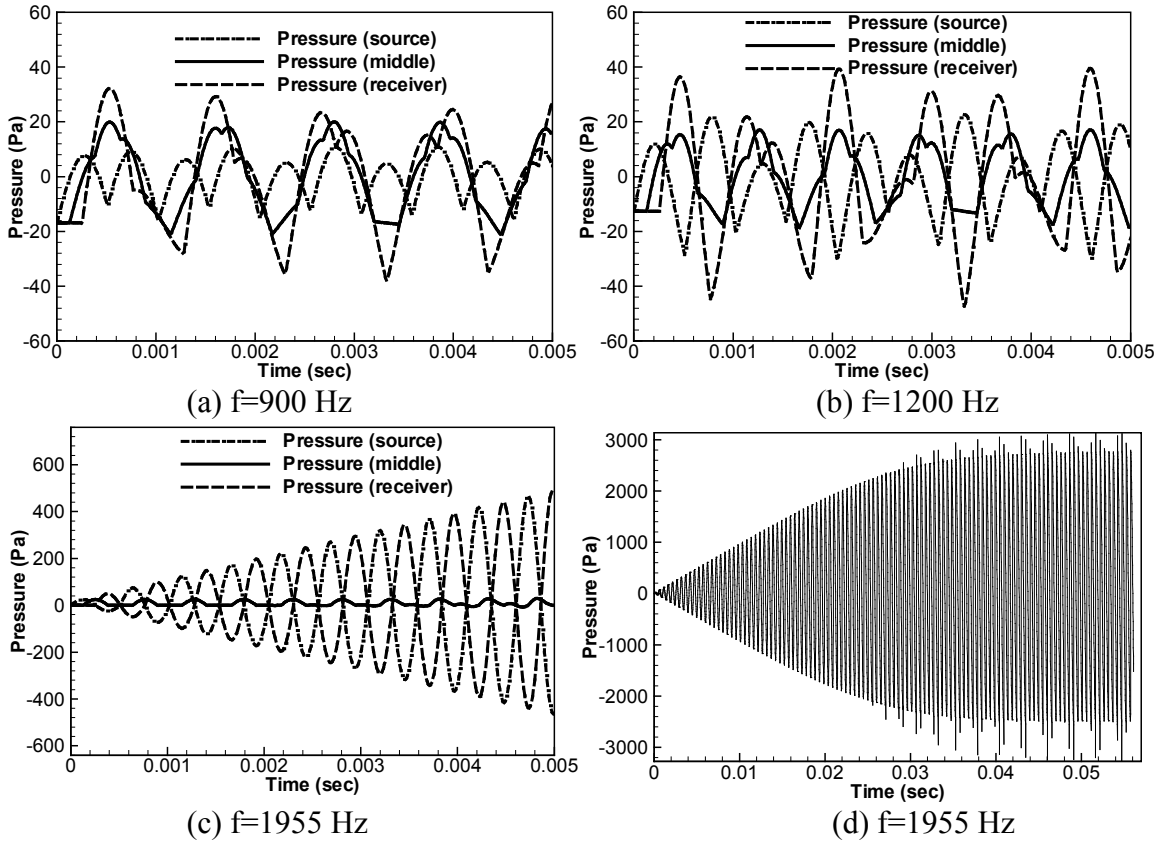 60
40
20
0
-20
-40
-60
Pressure (Pa)
Pressure (source)
Pressure (middle)
Pressure (receiver)
0 0.001 0.002 0.003 0.004 0.005
Time (sec)
(a) f=900 Hz
60
40
20
0
-20
-40
-60
Pressure (Pa)
Pressure (source)
Pressure (middle)
Pressure (receiver)
0 0.001 0.002 0.003 0.004 0.005
Time (sec)
(b) f=1200 Hz
600
400
200
0
-200
-400
-600
Pressure (Pa)
Pressure (source)
Pressure (middle)
Pressure (receiver)
0 0.001 0.002 0.003 0.004 0.005
Time (sec)
(c) f=1955 Hz
3000
2000
1000
0
-1000
-2000
-3000
Pressure (Pa)
0 0.01 0.02 0.03 0.04 0.05
Time (sec)
(d) f=1955 Hz